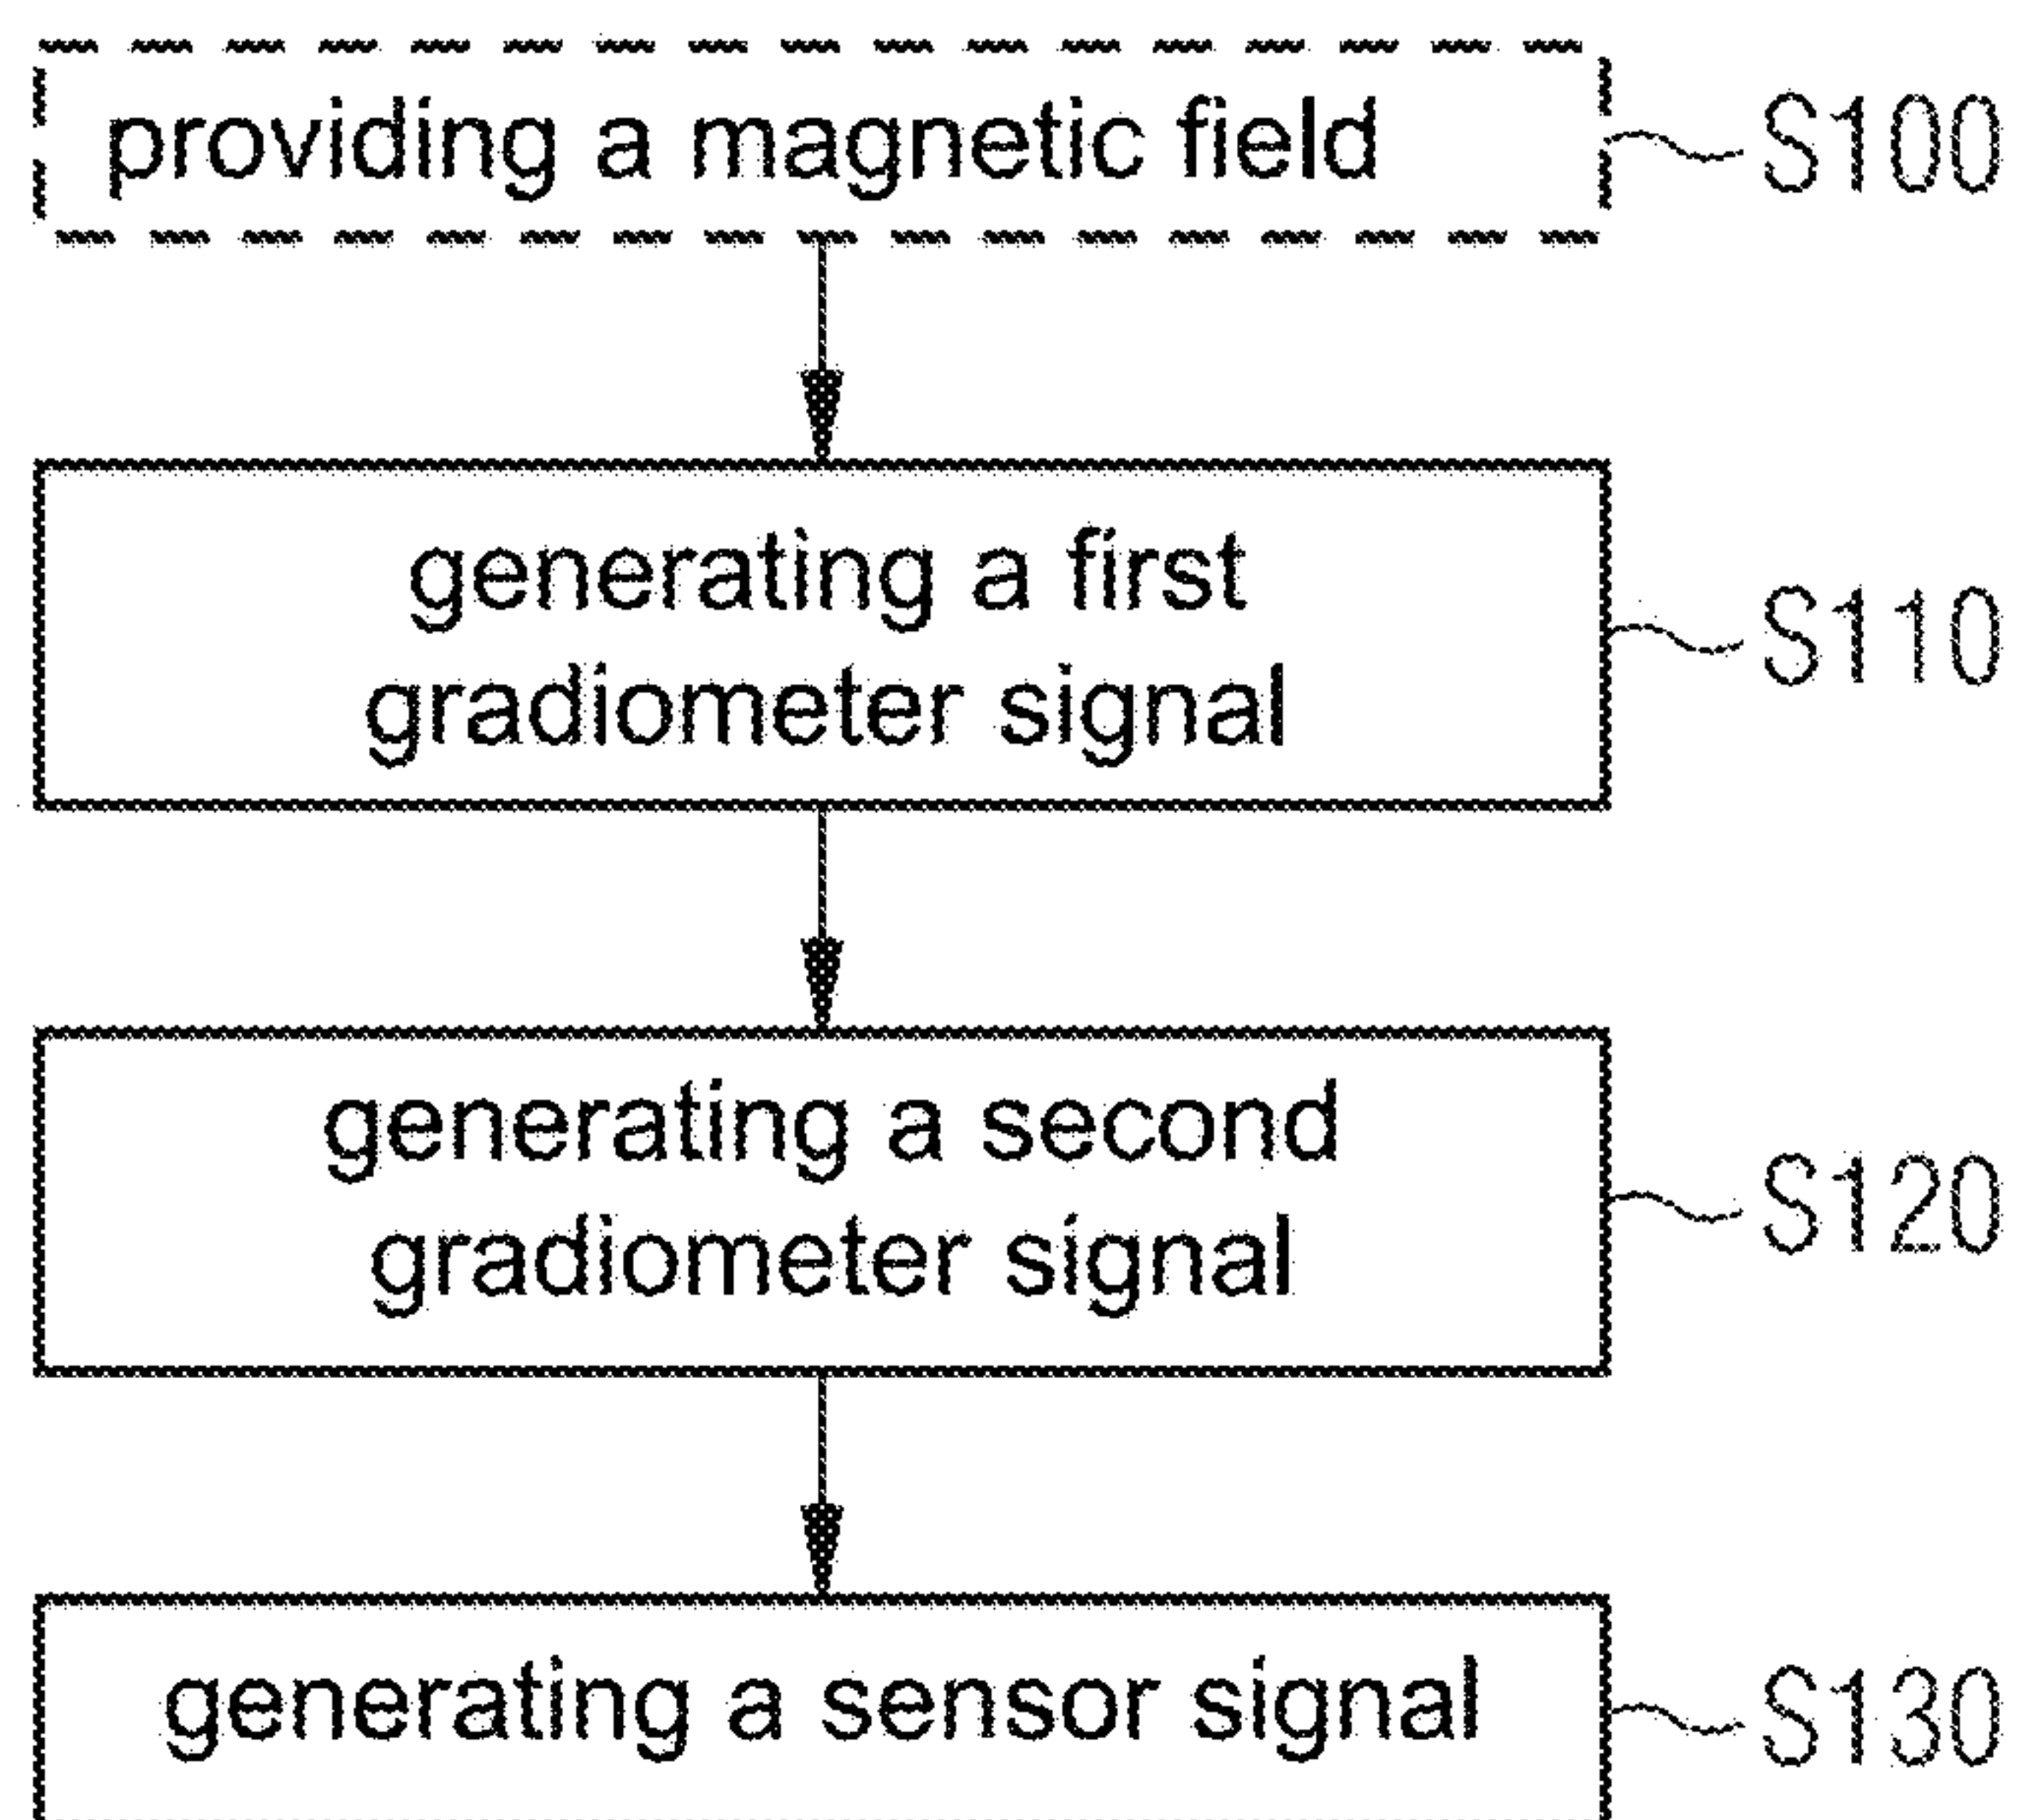 providing a magnetic field
S100
generating a first
gradiometer signal
S110
generating a second
gradiometer signal
S120
generating a sensor signal
S130